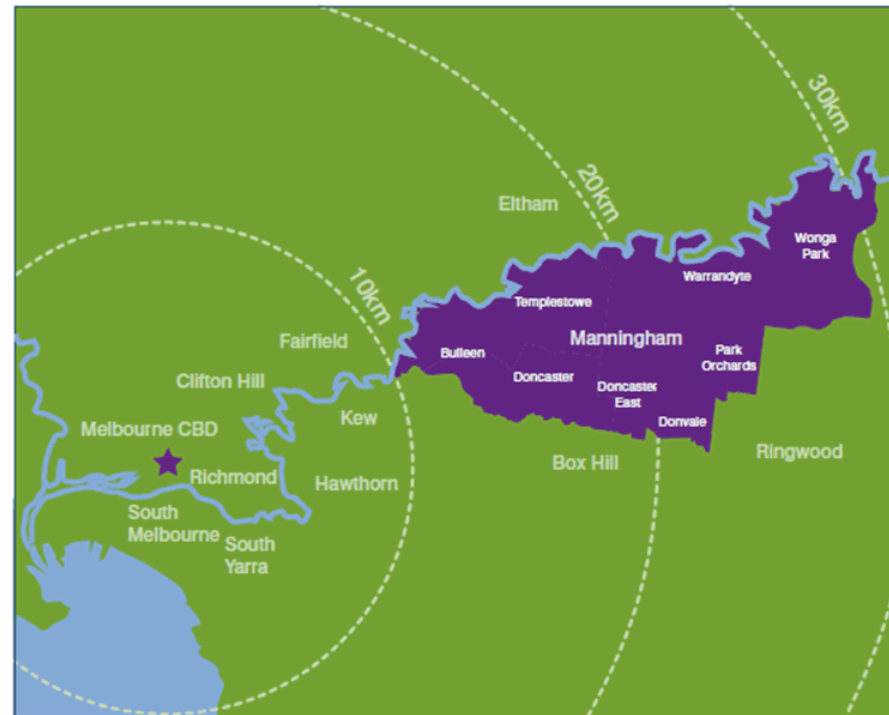 30km
20km
Eltham
Wonga
Park
Warrandyte
10km
Templestowe
Fairfield
Manningham
Bulleen
Park
Orchards
Clifton Hill
Doncaster
Doncaster
East
Kew
Donvale
Melbourne CBD
Ringwood
Box Hill
Richmond
Hawthorn
South
Melbourne
South
Yarra